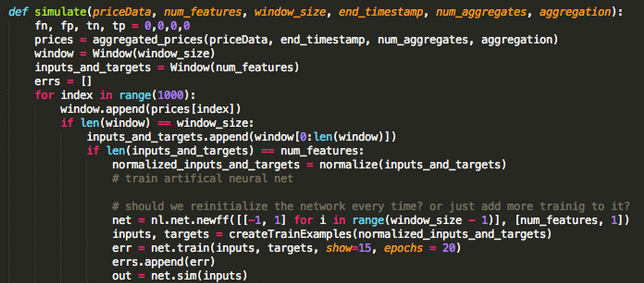 def simulate(priceData, num_features, window_size, end_timestamp, num_aggregates, aggregation):
    fn, fp, tn, tp = 0,0,0,0
    prices = aggregated_prices(priceData, end_timestamp, num_aggregates, aggregation)
    window = Window(window_size)
    inputs_and_targets = Window(num_features)
    errs = []
    for index in range(1000):
        window.append(prices[index])
        if len(window) == window_size:
            inputs_and_targets.append(window[0:len(window)])
            if len(inputs_and_targets) == num_features:
                normalized_inputs_and_targets = normalize(inputs_and_targets)
                # train artifical neural net
                # should we reinitialize the network every time? or just add more trainig to it?
                net = nl.net.newff([[-1, 1] for i in range(window_size - 1)], [num_features, 1])
                inputs, targets = createTrainExamples(normalized_inputs_and_targets)
                err = net.train(inputs, targets, show=15, epochs = 20)
                errs.append(err)
                out = net.sim(inputs)